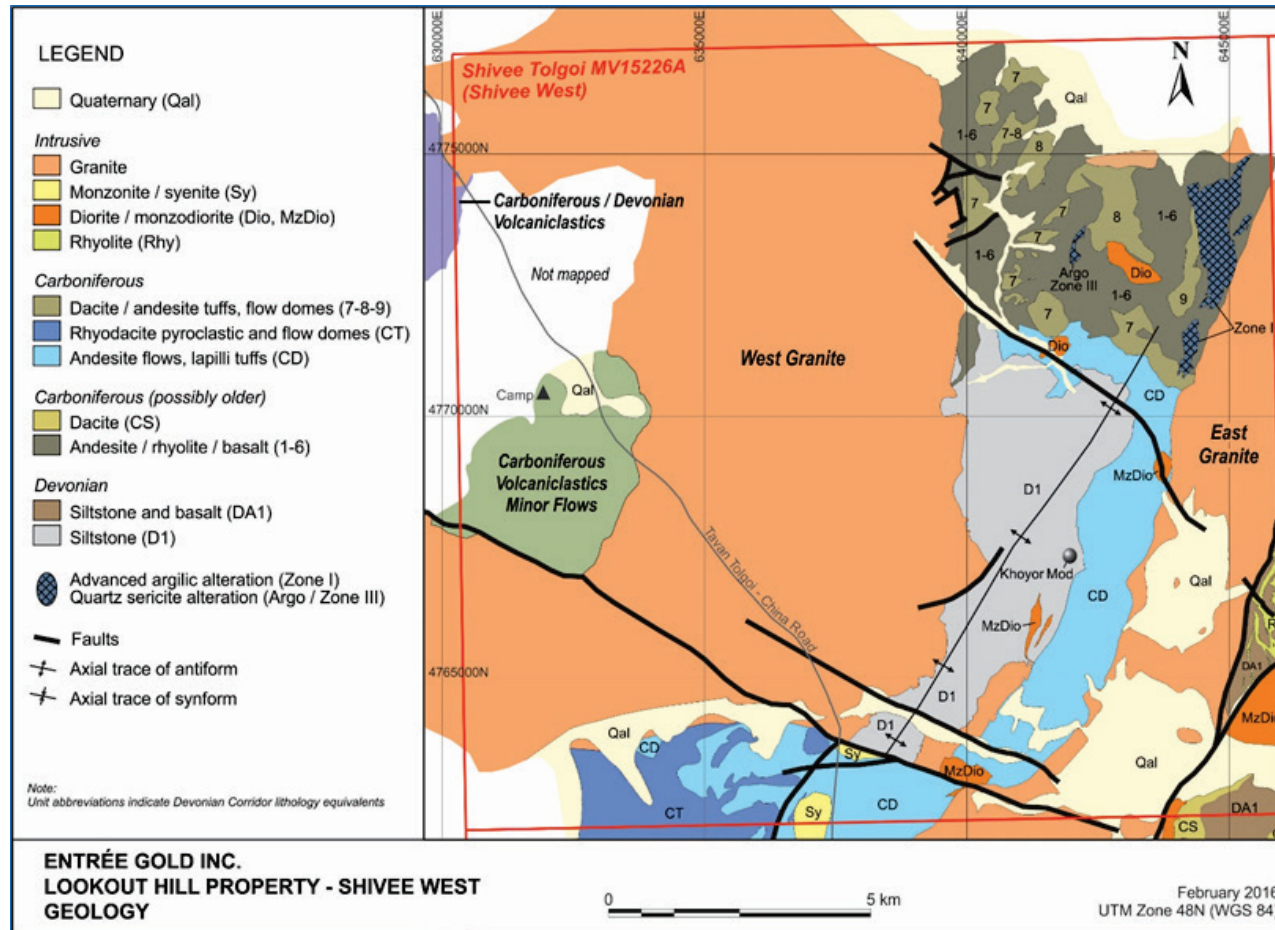 LEGEND
Quaternary (Qal)
Intrusive
Granite
Monzonite / syenite (Sy)
Diorite / monzodiorite (Dio, MzDio)
Rhyolite (Rhy)
Carboniferous
Dacite / andesite tuffs, flow domes (7-8-9)
Rhyodacite pyroclastic and flow domes (CT)
Andesite flows, lapilli tuffs (CD)
Carboniferous (possibly older)
Dacite (CS)
Andesite / rhyolite / basalt (1-6)
Devonian
Siltstone and basalt (DA1)
Siltstone (D1)
Advanced argilic alteration (Zone I)
Quartz sericite alteration (Argo / Zone III)
Faults
Axial trace of antiform
Axial trace of synform
Note:
Unit abbreviations indicate Devonian Corridor lithology equivalents
630000E
635000E
640000E
645000E
Shivee Tolgoi MV15226A
(Shivee West)
N
7
Qal
7
1-6
7-8
8
4775000N
Carboniferous / Devonian
Volcaniclastics
7
7
8
1-6
7
1-6
Not mapped
Argo
Zone III
Dio
7
1-6
9
7
7
Zone I
Dio
West Granite
Qal
Camp
CD
4770000N
East
Granite
Carboniferous
Volcaniclastics
Minor Flows
MzDio
D1
Tavan Tolgoi - China Road
Khoyor Mod
Qal
CD
MzDio
R
4765000N
DA1
D1
MzDio
D1
Qal
CD
Sy
Qal
MzDio
CT
Sy
CD
CS
DA1
ENTRÉE GOLD INC.
LOOKOUT HILL PROPERTY - SHIVEE WEST
GEOLOGY
0
5 km
February 2016
UTM Zone 48N (WGS 84)